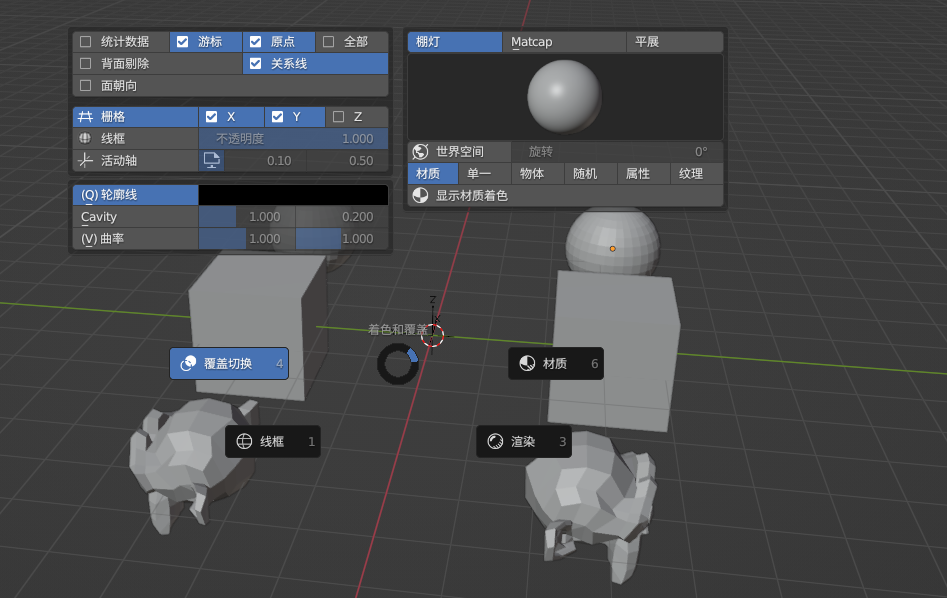 统计数据 游标 原点 全部
背面剔除 关系线
面朝向
栅格 X Y Z
线框 不透明度 1.000
活动轴 0.10 0.50
(Q) 轮廓线
Cavity 1.000 0.200
(V) 曲率 1.000 1.000
棚灯 Matcap 平展
世界空间 旋转 0°
材质 单一 物体 随机 属性 纹理
显示材质着色
Z
X
着色和覆盖
覆盖切换 4
材质 6
线框 1
渲染 3